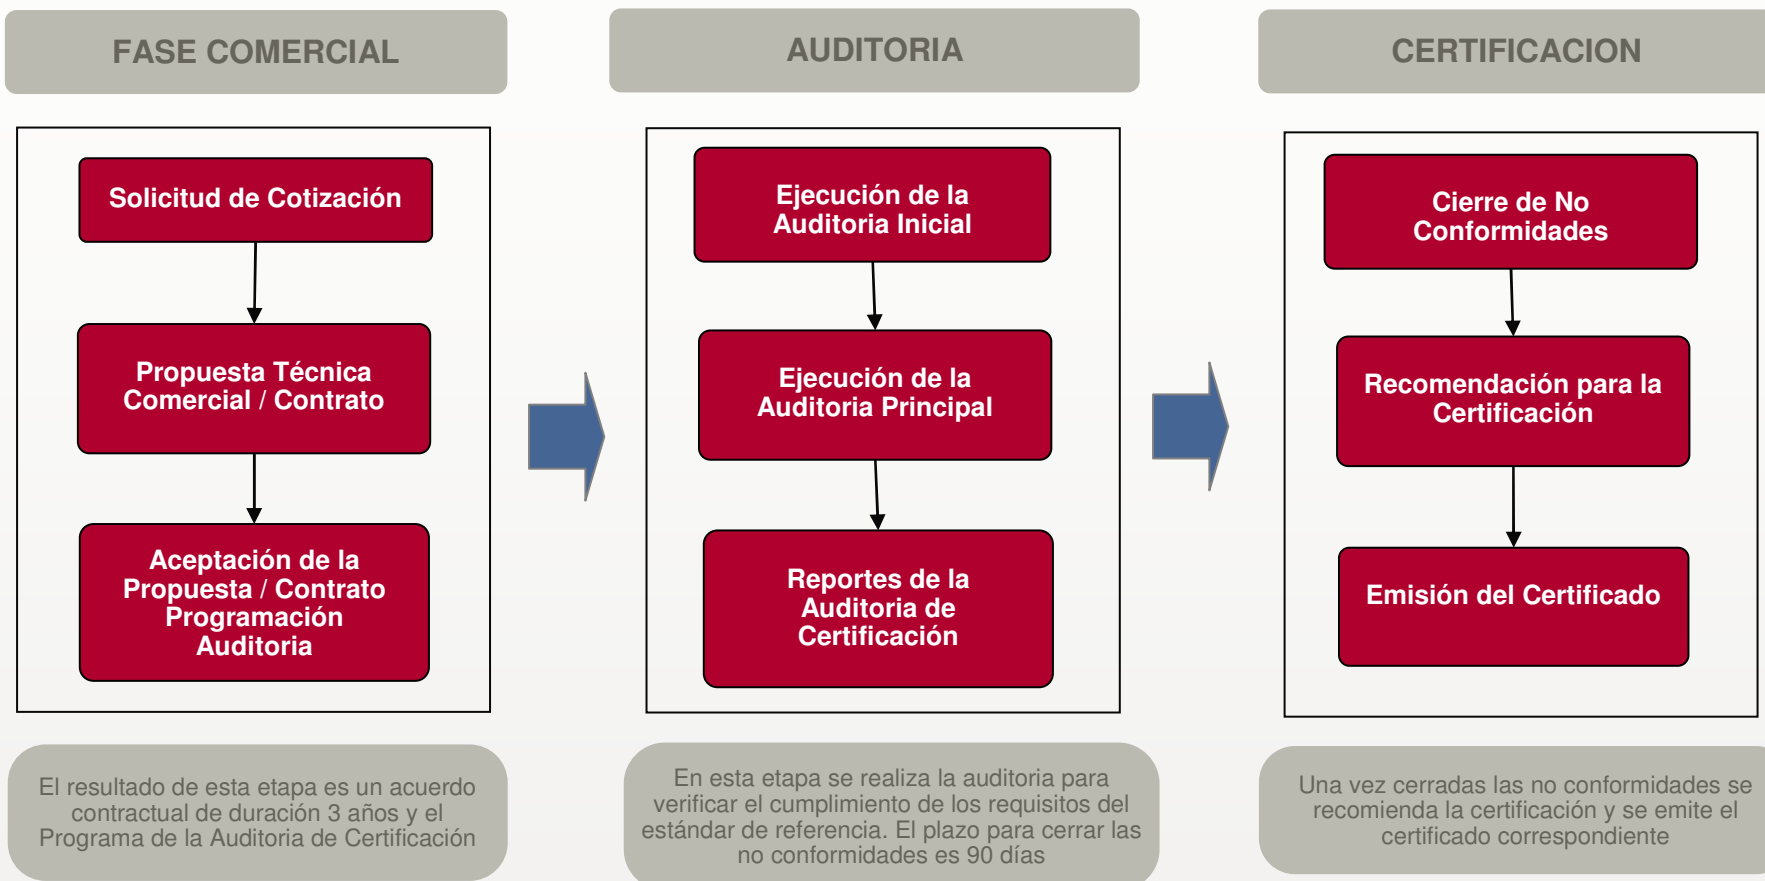 FASE COMERCIAL
Solicitud de Cotización
Propuesta Técnica
Comercial / Contrato
Aceptación de la
Propuesta / Contrato
Programación
Auditoria
El resultado de esta etapa es un acuerdo
contractual de duración 3 años y el
Programa de la Auditoria de Certificación
AUDITORIA
Ejecución de la
Auditoria Inicial
Ejecución de la
Auditoria Principal
Reportes de la
Auditoria de
Certificación
En esta etapa se realiza la auditoria para
verificar el cumplimiento de los requisitos del
estándar de referencia. El plazo para cerrar las
no conformidades es 90 días
CERTIFICACION
Cierre de No
Conformidades
Recomendación para la
Certificación
Emisión del Certificado
Una vez cerradas las no conformidades se
recomienda la certificación y se emite el
certificado correspondiente